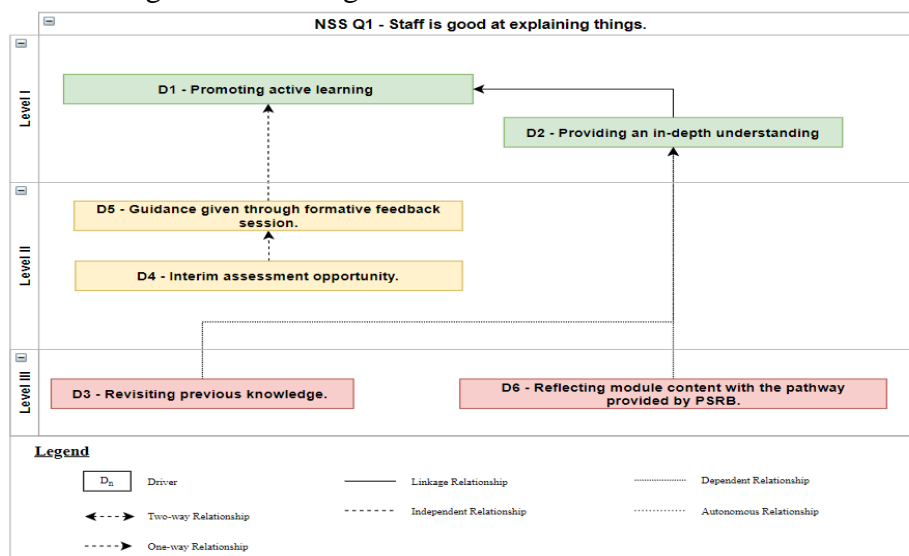 NSS Q1 - Staff is good at explaining things.
Level I
D1 - Promoting active learning
D2 - Providing an in-depth understanding
Level II
D5 - Guidance given through formative feedback
session.
D4 - Interim assessment opportunity.
Level III
D3 - Revisiting previous knowledge.
D6 - Reflecting module content with the pathway
provided by PSRB.
Legend
Dn Driver
Linkage Relationship
Dependent Relationship
Two-way Relationship
Independent Relationship
Autonomous Relationship
One-way Relationship